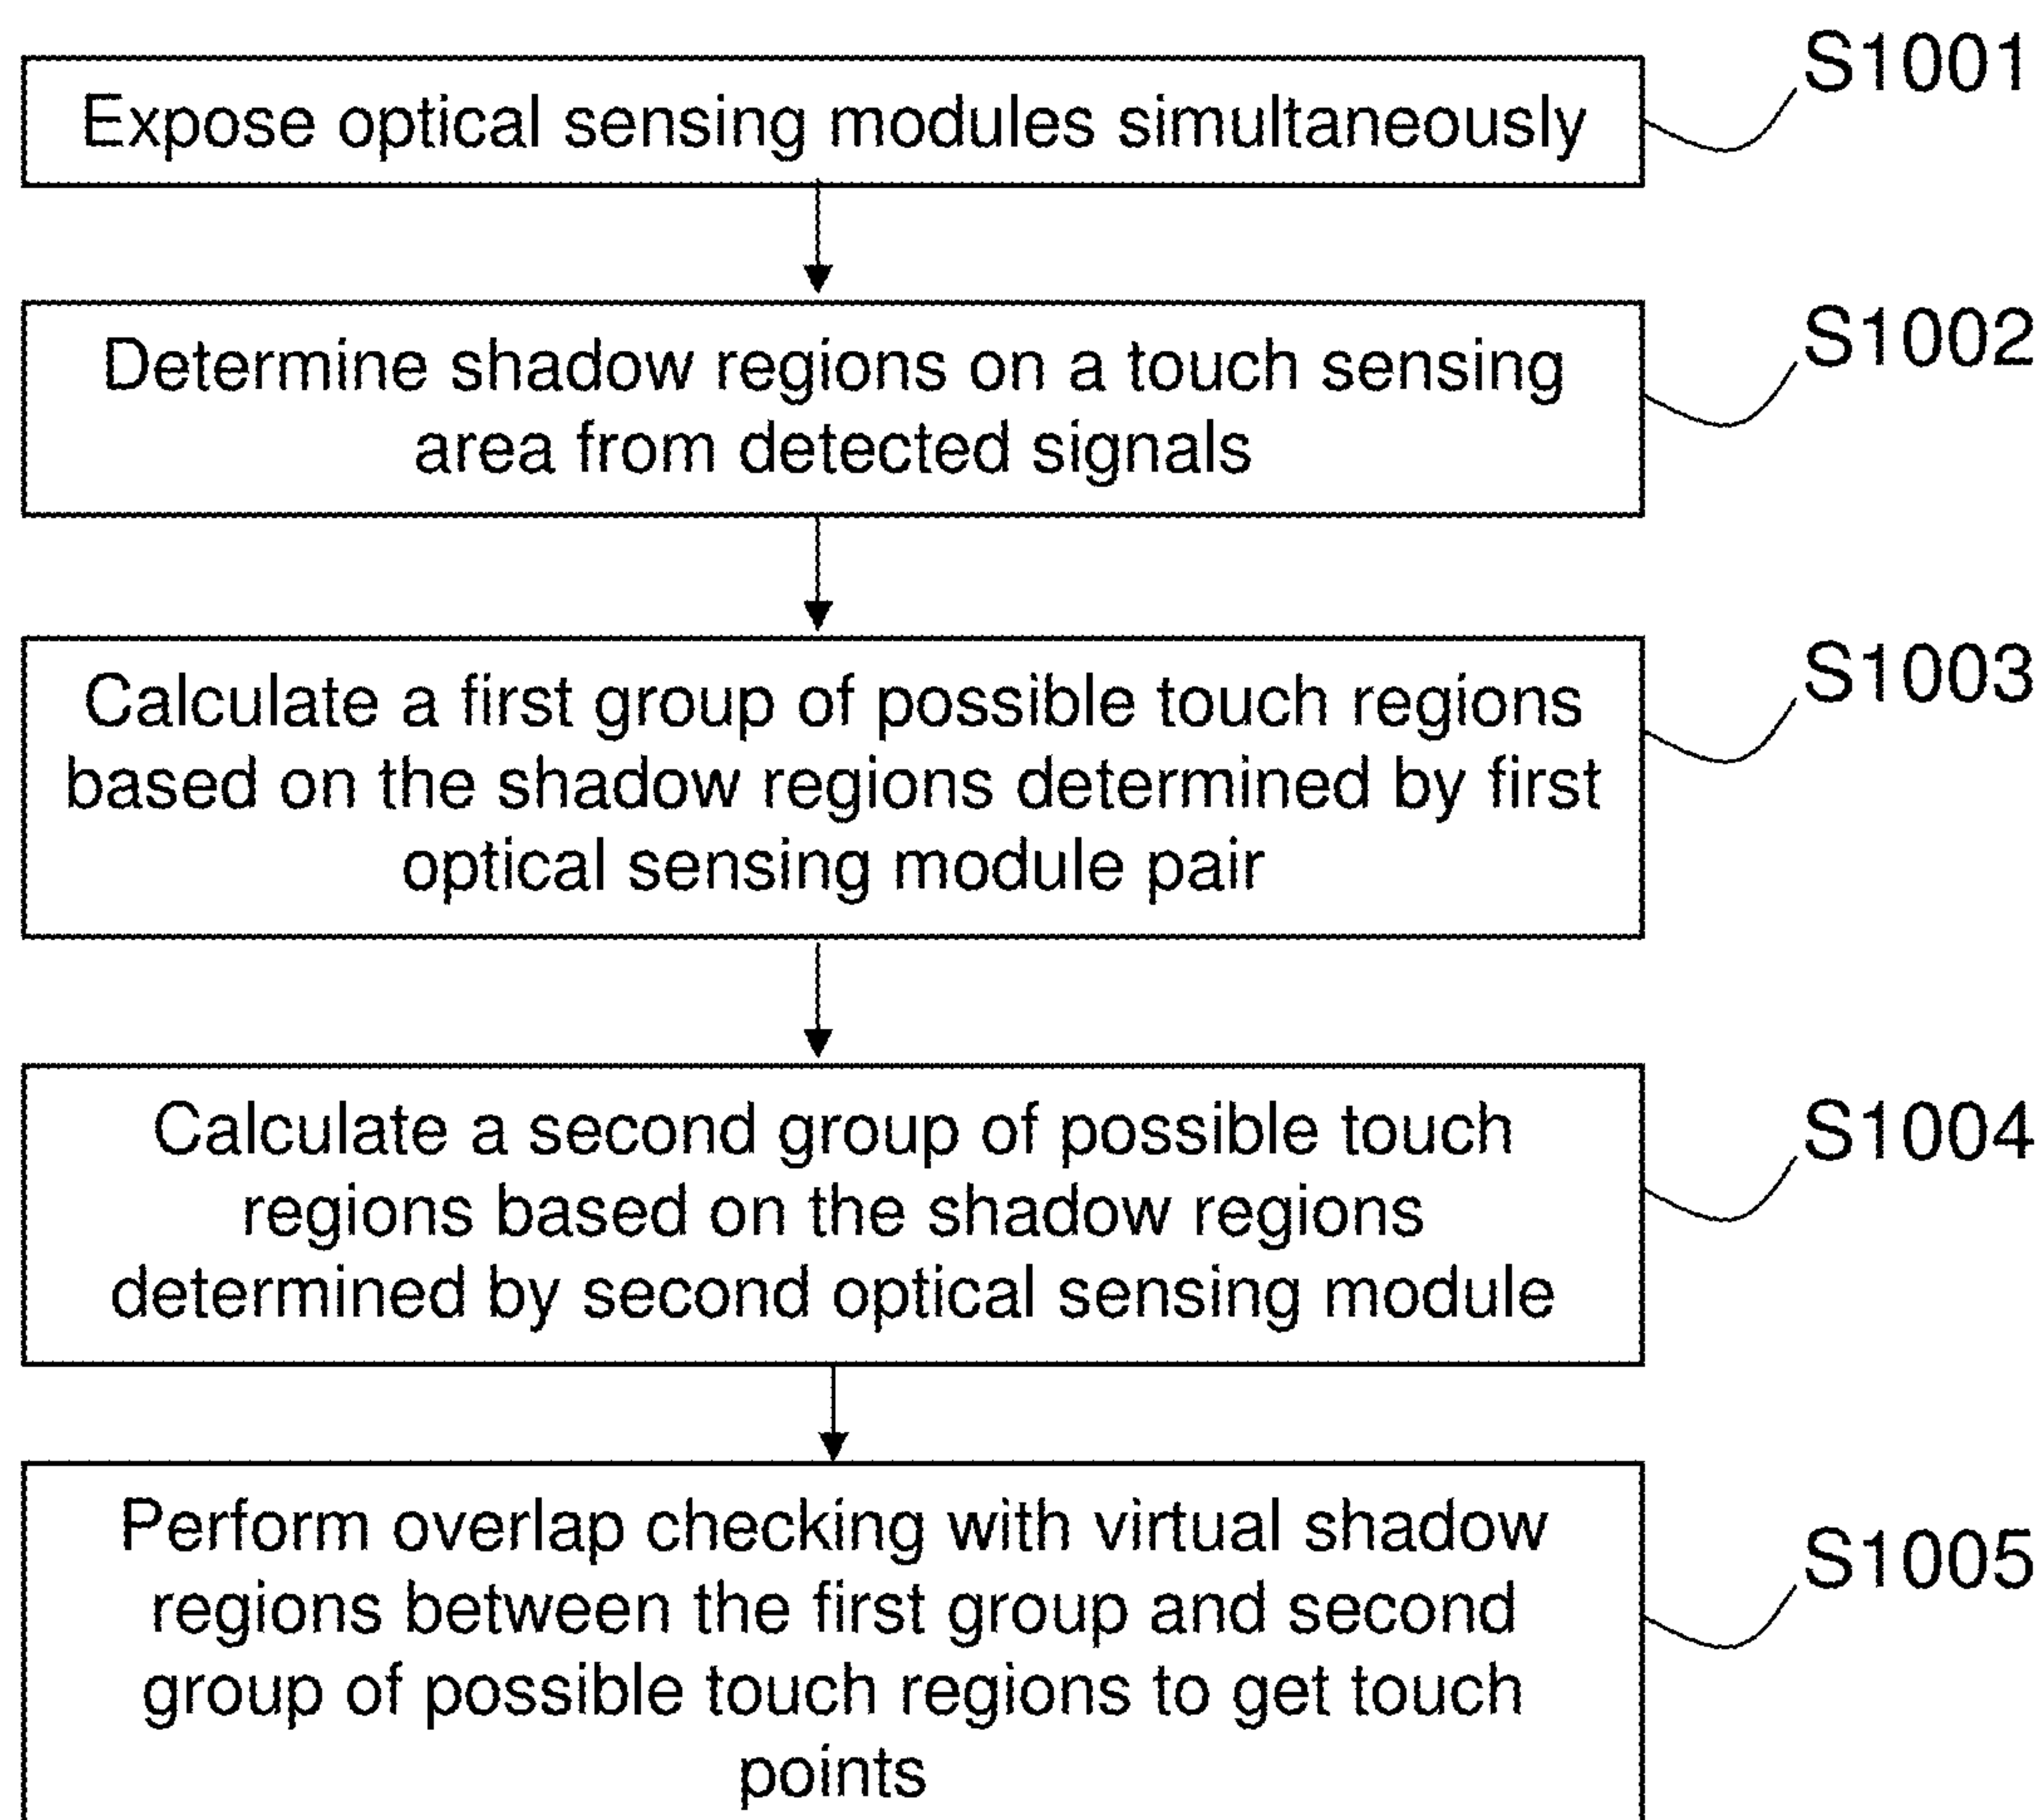 S1001
Expose optical sensing modules simultaneously
S1002
Determine shadow regions on a touch sensing
area from detected signals
S1003
Calculate a first group of possible touch regions
based on the shadow regions determined by first
optical sensing module pair
S1004
Calculate a second group of possible touch
regions based on the shadow regions
determined by second optical sensing module
S1005
Perform overlap checking with virtual shadow
regions between the first group and second
group of possible touch regions to get touch
points